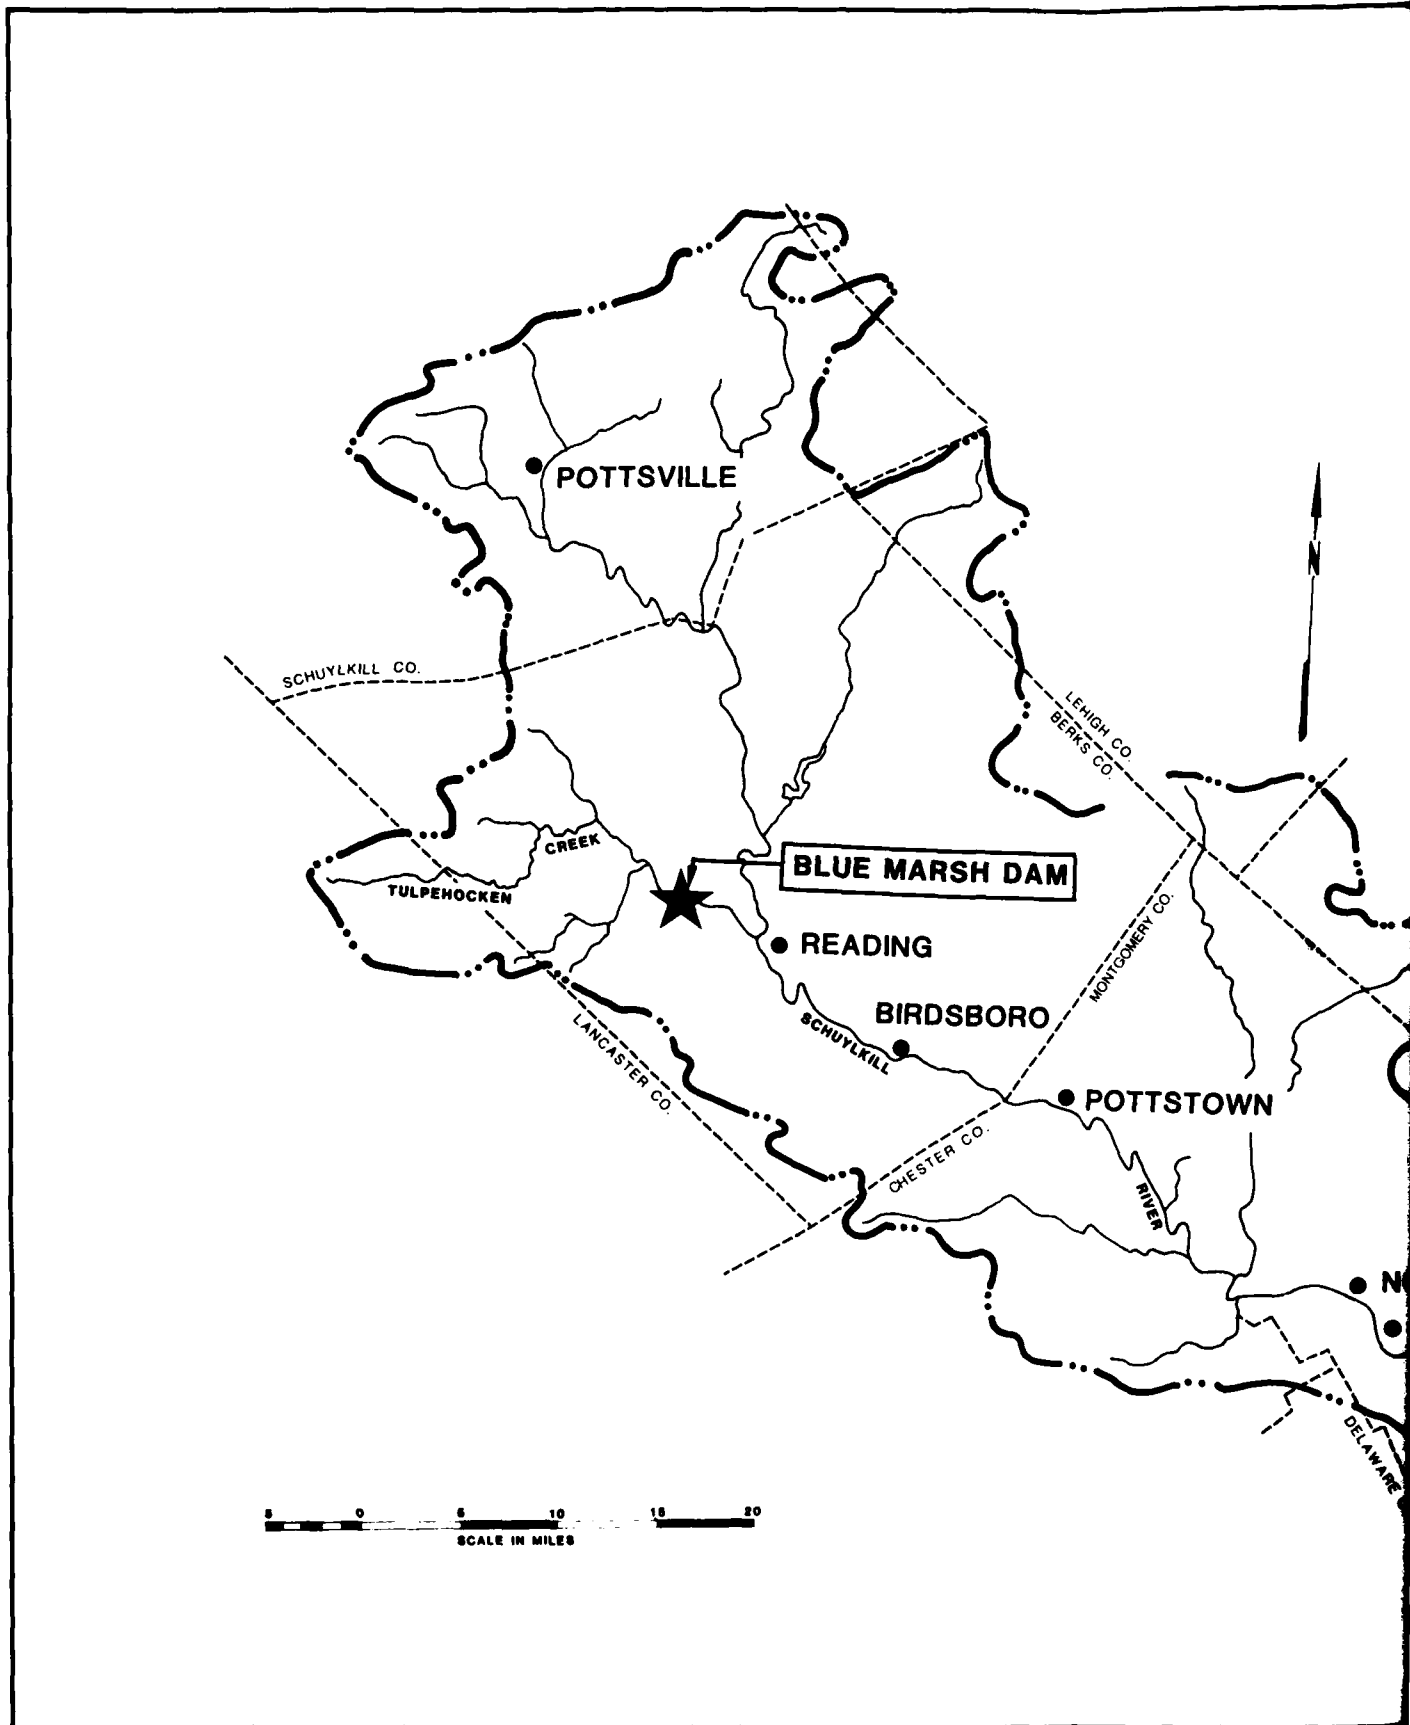 POTTSVILLE
N
SCHUYLKILL CO.
LEHIGH CO.
BERKS CO.
CREEK
TULPEHOCKEN
BLUE MARSH DAM
READING
MONTGOMERY CO.
BIRDSBORO
SCHUYLKILL
LANCASTER CO.
POTTSTOWN
CHESTER CO.
RIVER
N
DELAWARE
5 0 5 10 15 20
SCALE IN MILES